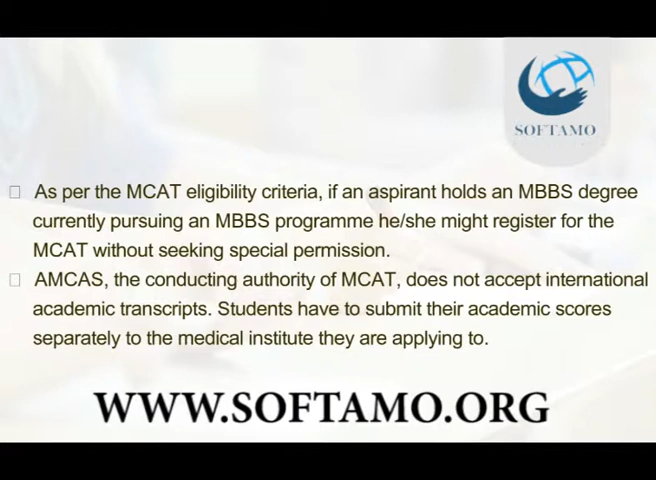 SOFTAMO
As per the MCAT eligibility criteria, if an aspirant holds an MBBS degree
currently pursuing an MBBS programme he/she might register for the
MCAT without seeking special permission.
AMCAS, the conducting authority of MCAT, does not accept international
academic transcripts. Students have to submit their academic scores
separately to the medical institute they are applying to.
WWW.SOFTAMO.ORG